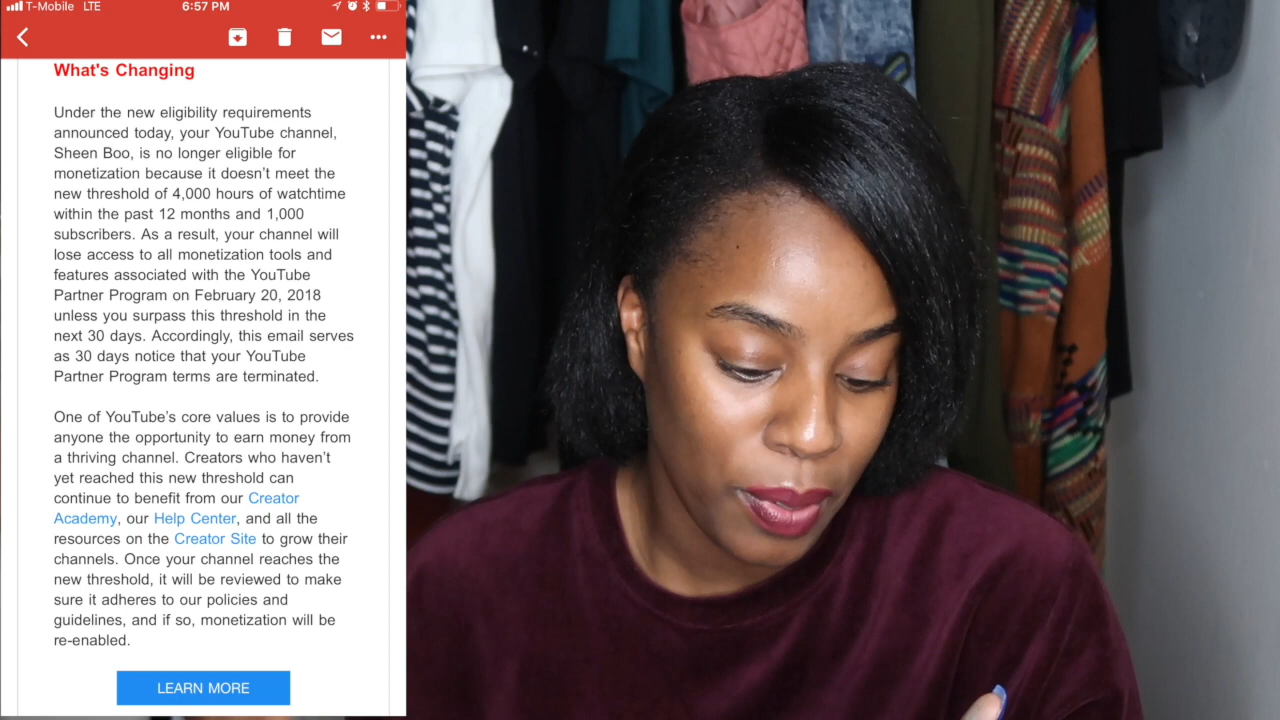 T-Mobile LTE 6:57 PM
What's Changing
Under the new eligibility requirements
announced today, your YouTube channel,
Sheen Boo, is no longer eligible for
monetization because it doesn't meet the
new threshold of 4,000 hours of watchtime
within the past 12 months and 1,000
subscribers. As a result, your channel will
lose access to all monetization tools and
features associated with the YouTube
Partner Program on February 20, 2018
unless you surpass this threshold in the
next 30 days. Accordingly, this email serves
as 30 days notice that your YouTube
Partner Program terms are terminated.
One of YouTube's core values is to provide
anyone the opportunity to earn money from
a thriving channel. Creators who haven't
yet reached this new threshold can
continue to benefit from our Creator
Academy, our Help Center, and all the
resources on the Creator Site to grow their
channels. Once your channel reaches the
new threshold, it will be reviewed to make
sure it adheres to our policies and
guidelines, and if so, monetization will be
re-enabled.
LEARN MORE